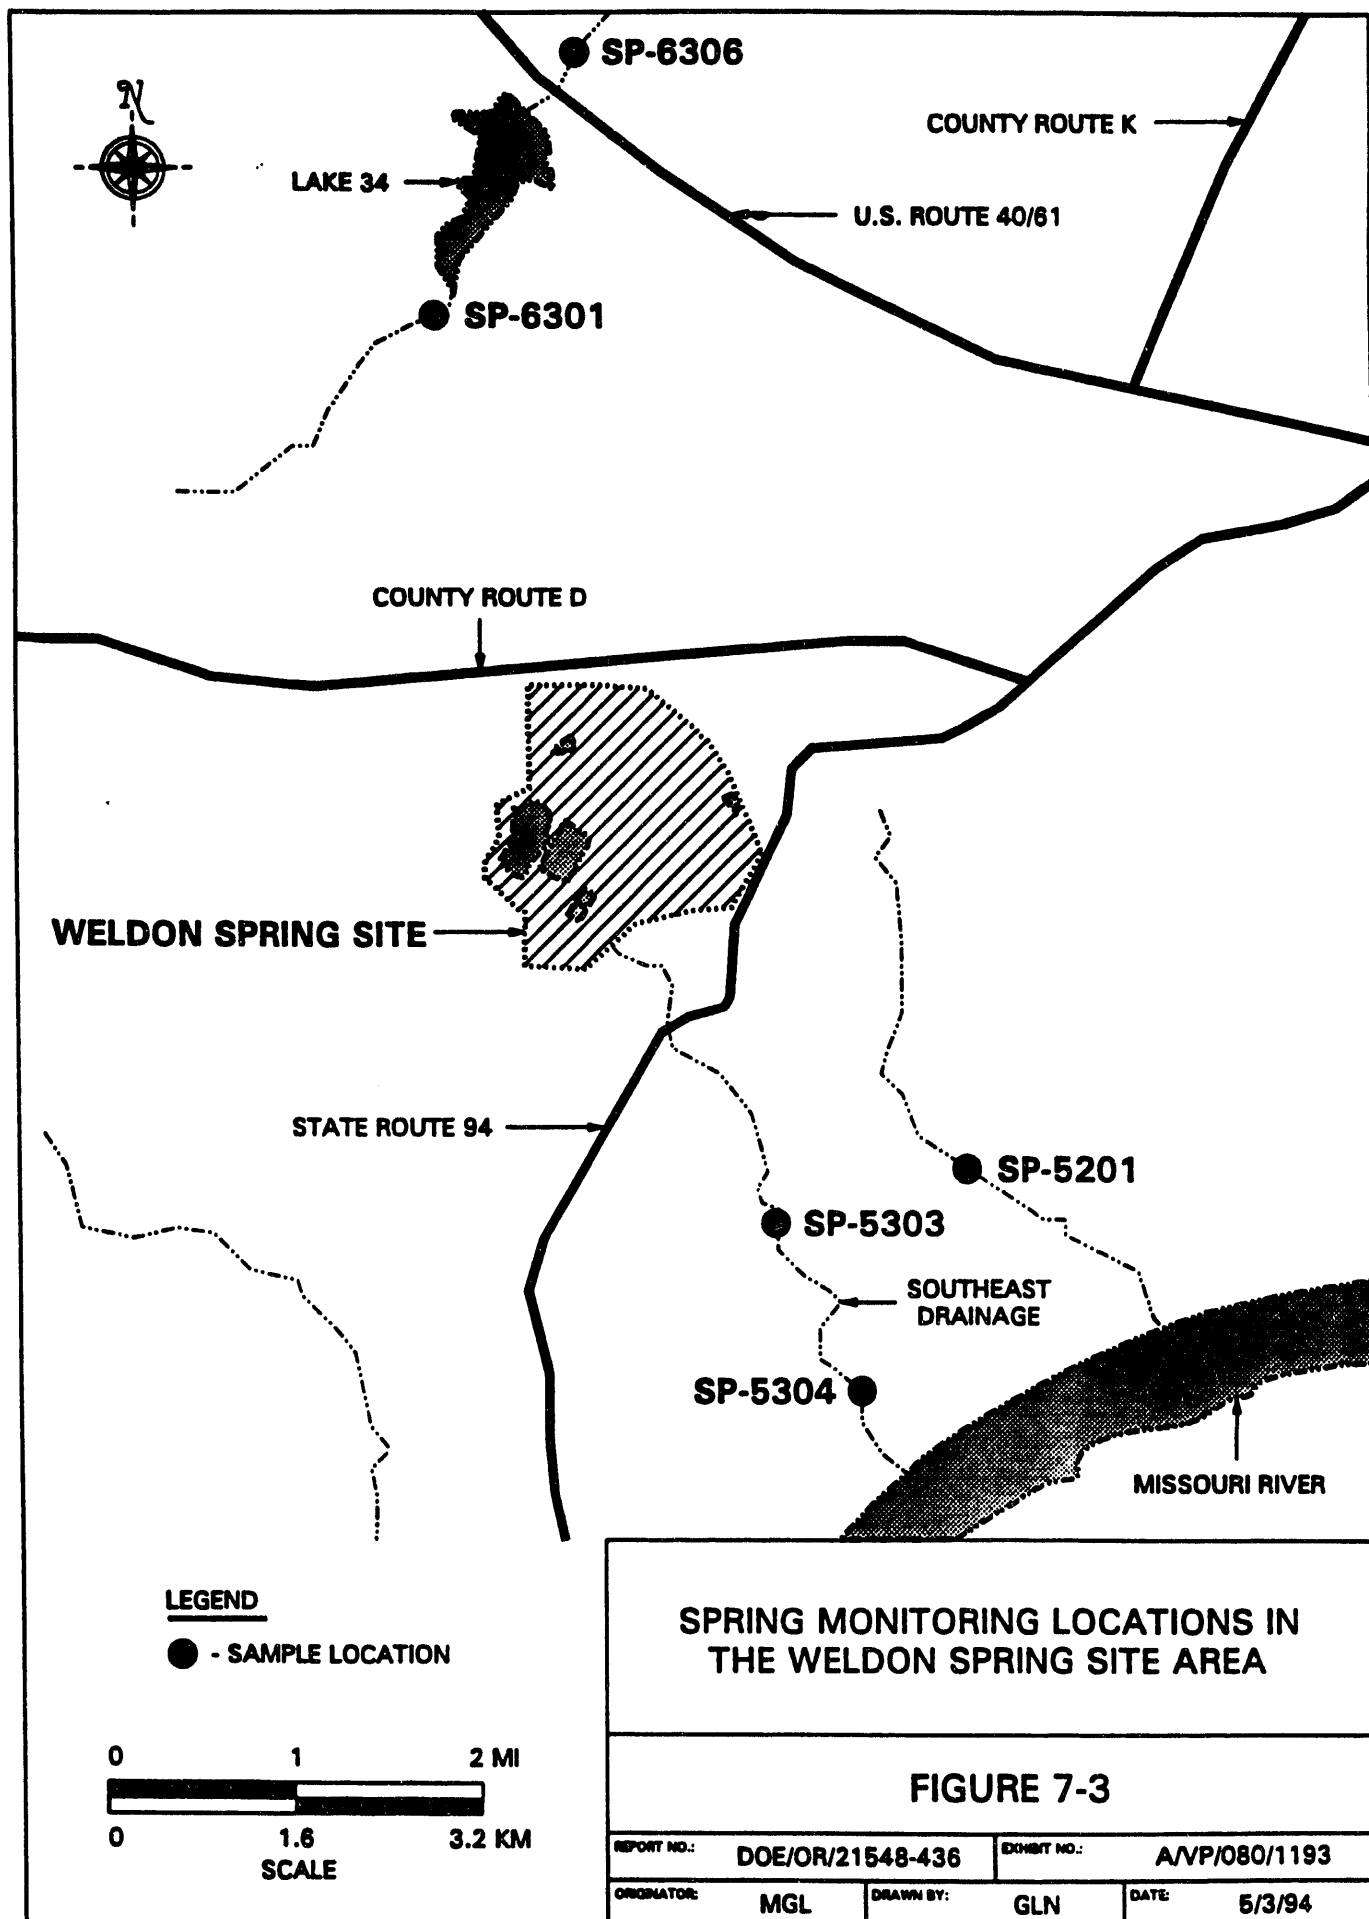 SP-6306
N
COUNTY ROUTE K
LAKE 34
U.S. ROUTE 40/61
SP-6301
COUNTY ROUTE D
WELDON SPRING SITE
STATE ROUTE 94
SP-5201
SP-5303
SOUTHEAST
DRAINAGE
SP-5304
MISSOURI RIVER
LEGEND
- SAMPLE LOCATION
0 1 2 MI
0 1.6 3.2 KM
SCALE
SPRING MONITORING LOCATIONS IN
THE WELDON SPRING SITE AREA
FIGURE 7-3
REPORT NO.: DOE/OR/21548-436 EXHIBIT NO.: A/VP/080/1193
ORIGINATOR: MGL DRAWN BY: GLN DATE: 5/3/94